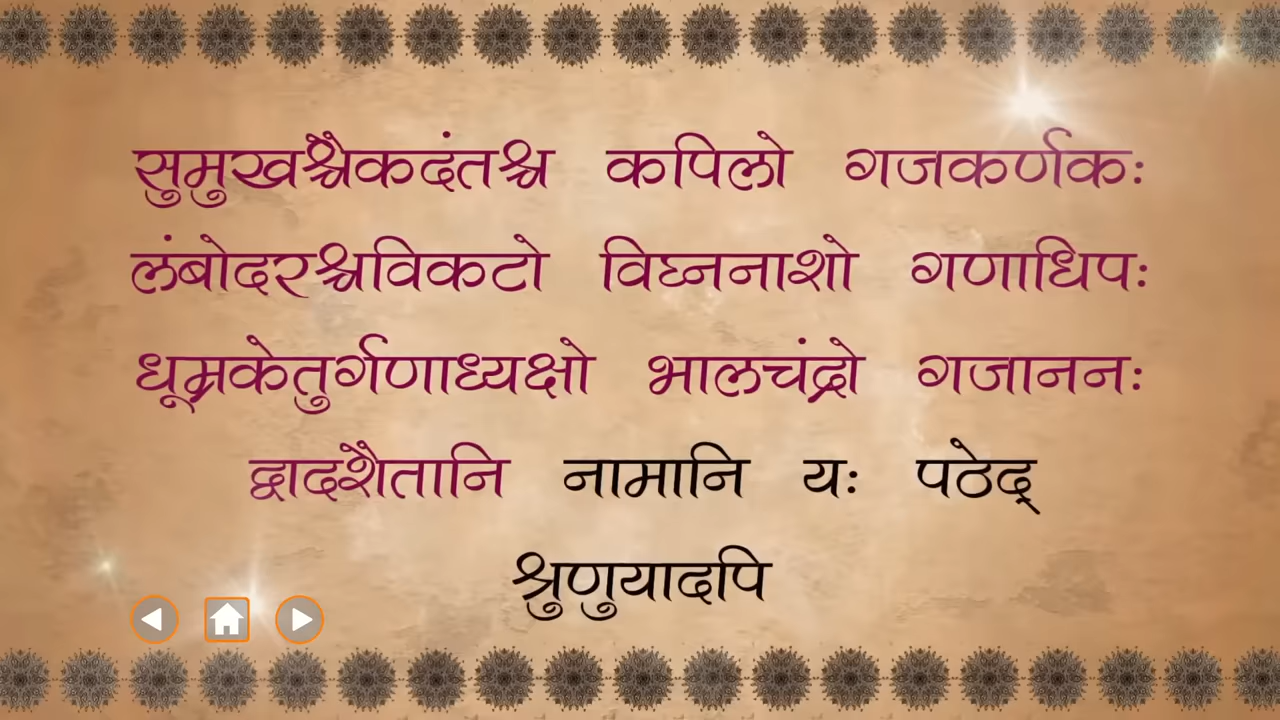 सुमुखश्चैकदंतश्च कपिलो गजकर्णकः
लंबोदरश्चविकटो विघ्ननाशो गणाधिपः
धूम्रकेतुर्गणाध्यक्षो भालचंद्रो गजाननः
द्वादशैतानि नामानि यः पठेद्
श्रुणुयादपि